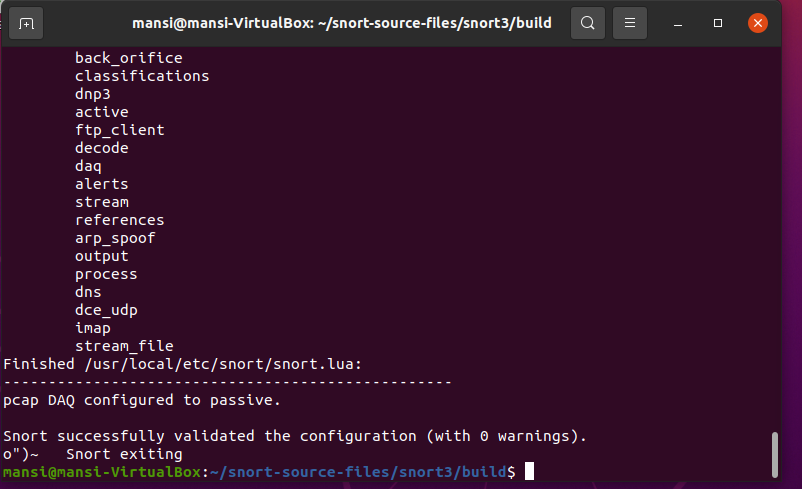 mansi@mansi-VirtualBox: ~/snort-source-files/snort3/build
back_orifice
classifications
dnp3
active
ftp_client
decode
daq
alerts
stream
references
arp_spoof
output
process
dns
dce_udp
imap
stream_file
Finished /usr/local/etc/snort/snort.lua:
--------------------------------------------------
pcap DAQ configured to passive.
Snort successfully validated the configuration (with 0 warnings).
o")~   Snort exiting
mansi@mansi-VirtualBox:~/snort-source-files/snort3/build$